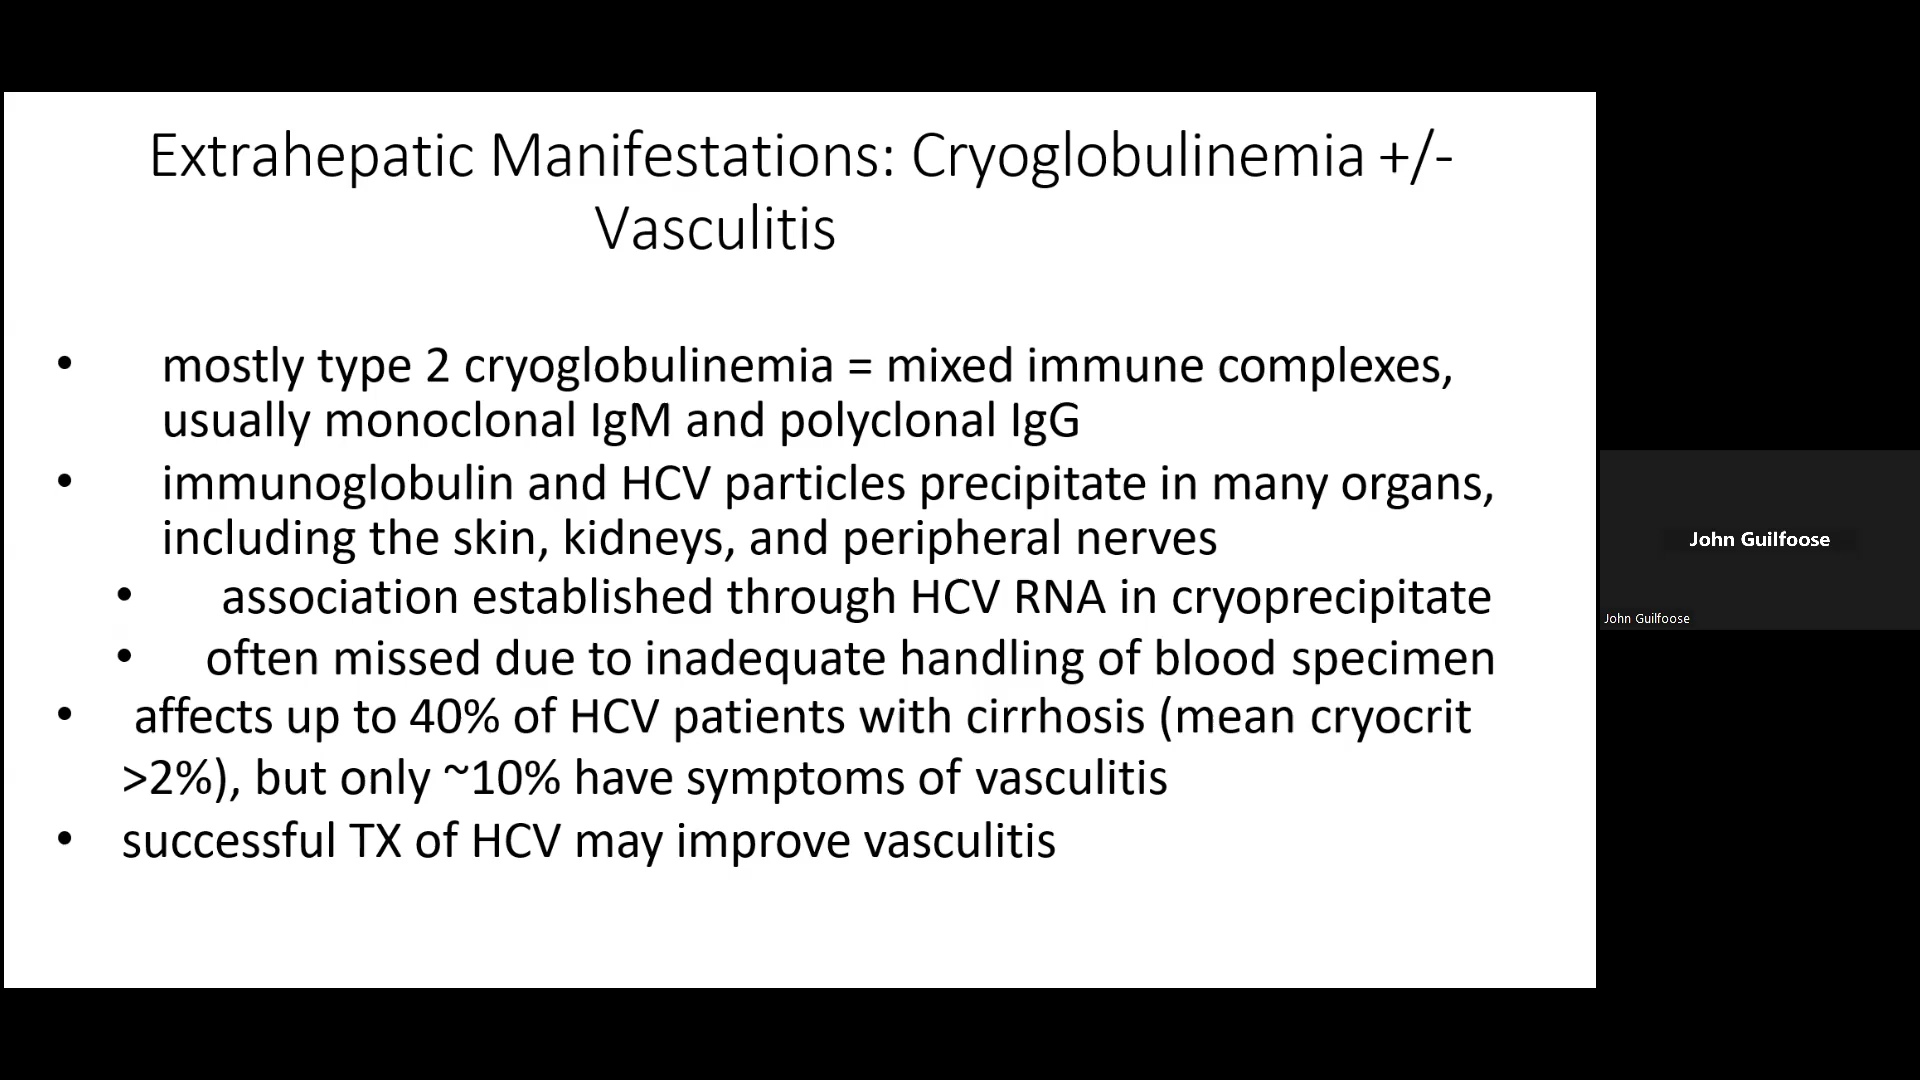 Extrahepatic Manifestations: Cryoglobulinemia +/-
Vasculitis
• mostly type 2 cryoglobulinemia = mixed immune complexes,
usually monoclonal IgM and polyclonal IgG
• immunoglobulin and HCV particles precipitate in many organs,
including the skin, kidneys, and peripheral nerves
• association established through HCV RNA in cryoprecipitate
• often missed due to inadequate handling of blood specimen
• affects up to 40% of HCV patients with cirrhosis (mean cryocrit
>2%), but only ~10% have symptoms of vasculitis
• successful TX of HCV may improve vasculitis
John Guilfoose
John Guilfoose